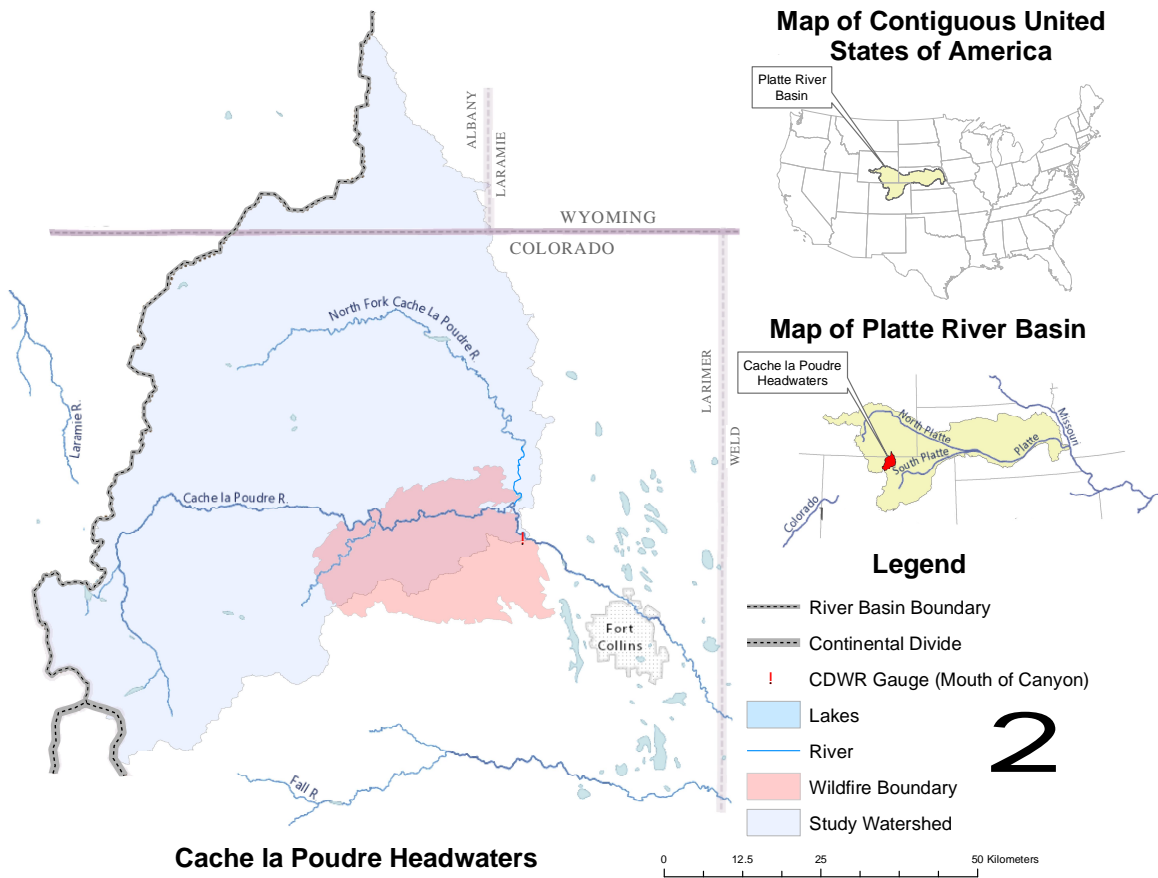 Map of Contiguous United
States of America
Platte River
Basin
ALBANY
LARAMIE
WYOMING
COLORADO
North Fork Cache La Poudre R.
Laramie R.
LARIMER
WELD
Cache la Poudre R.
Fort
Collins
Fall R.
Cache la Poudre Headwaters
Map of Platte River Basin
Cache la Poudre
Headwaters
North Platte
South Platte
Platte
Missouri
Colorado
Legend
River Basin Boundary
Continental Divide
! CDWR Gauge (Mouth of Canyon)
Lakes
River
Wildfire Boundary
Study Watershed
2
0 12.5 25 50 Kilometers